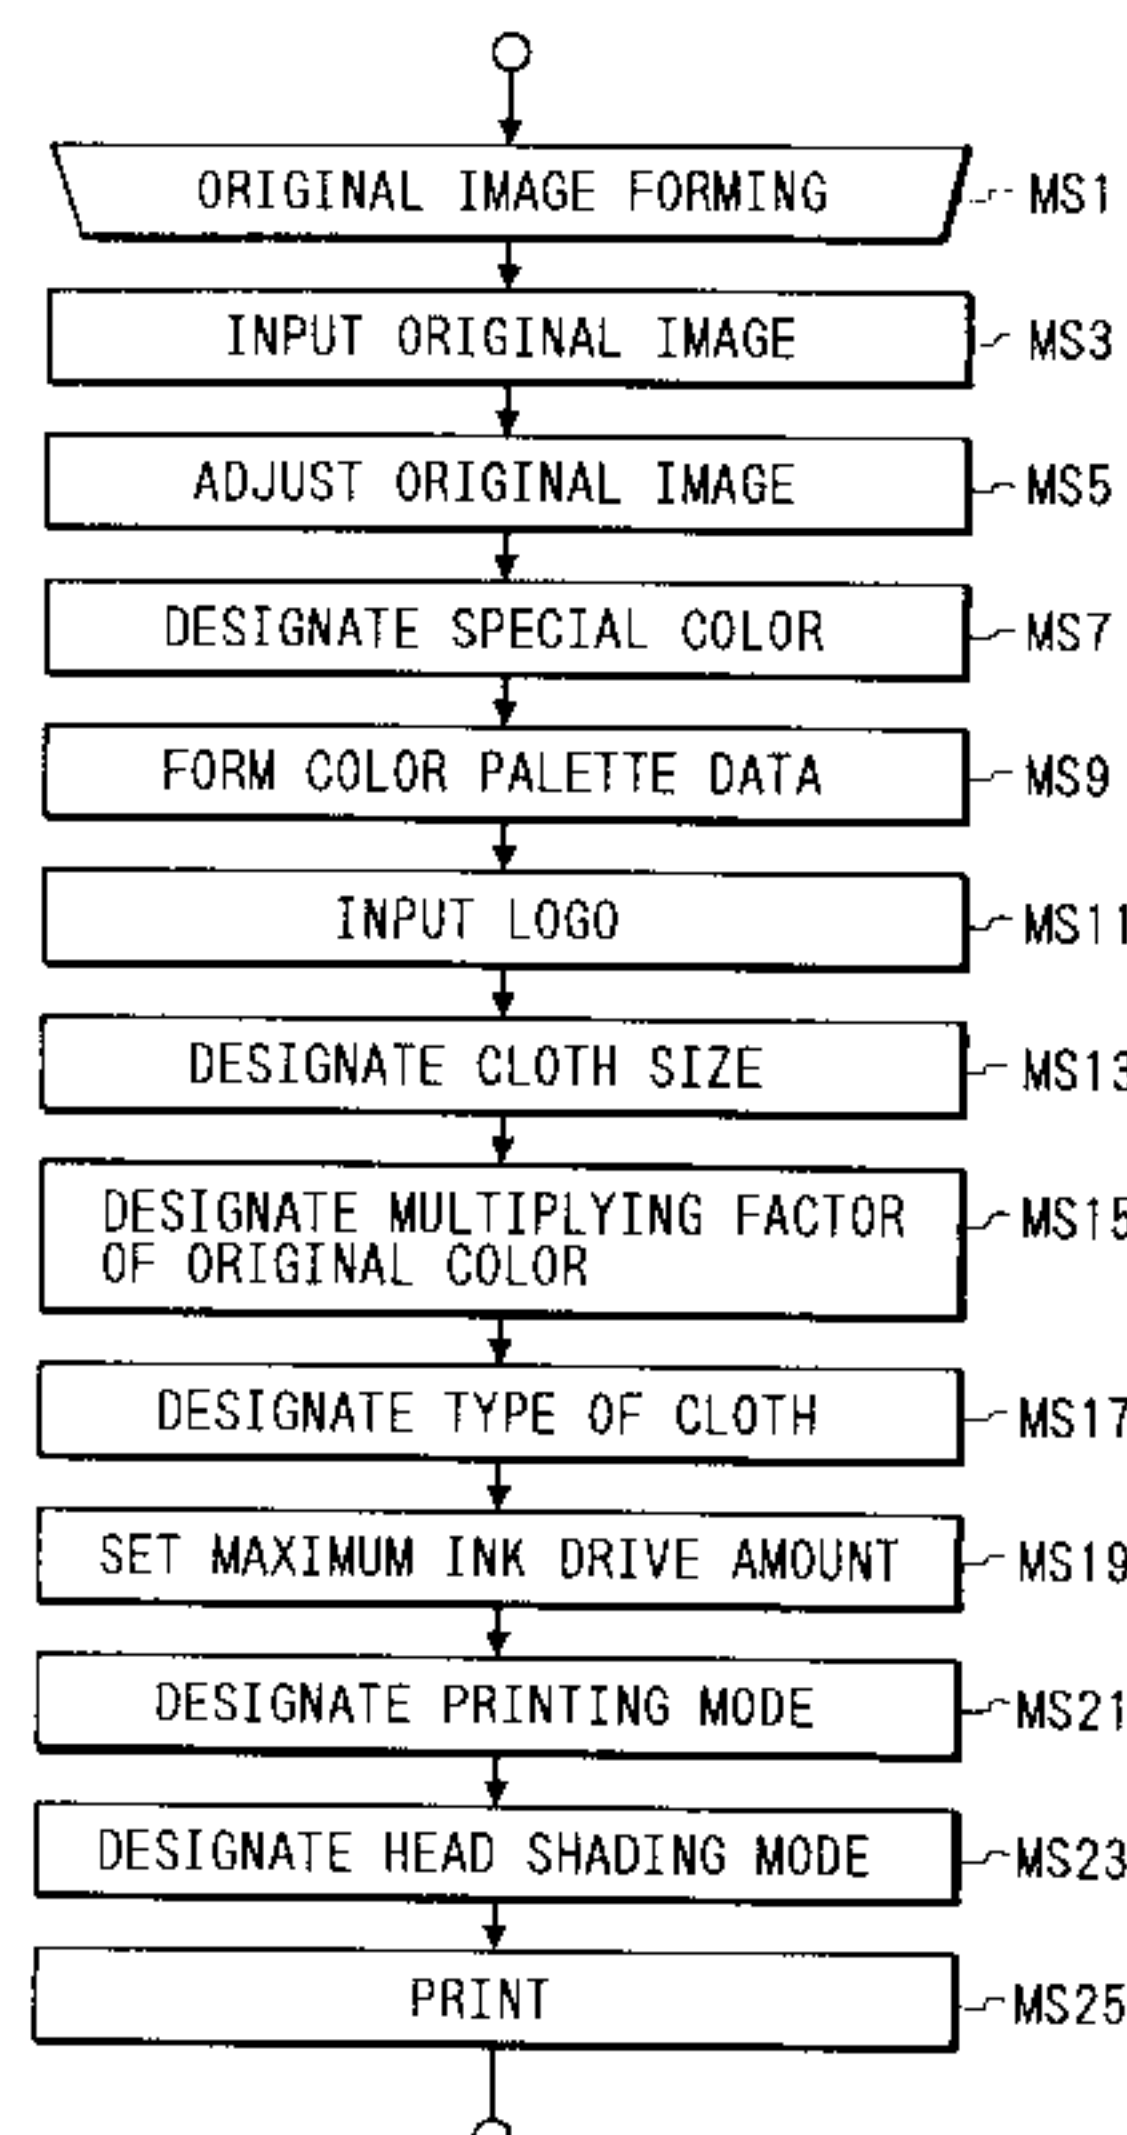 ORIGINAL IMAGE FORMING MS1
INPUT ORIGINAL IMAGE MS3
ADJUST ORIGINAL IMAGE MS5
DESIGNATE SPECIAL COLOR MS7
FORM COLOR PALETTE DATA MS9
INPUT LOGO MS11
DESIGNATE CLOTH SIZE MS13
DESIGNATE MULTIPLYING FACTOR MS15
OF ORIGINAL COLOR
DESIGNATE TYPE OF CLOTH MS17
SET MAXIMUM INK DRIVE AMOUNT MS19
DESIGNATE PRINTING MODE MS21
DESIGNATE HEAD SHADING MODE MS23
PRINT MS25